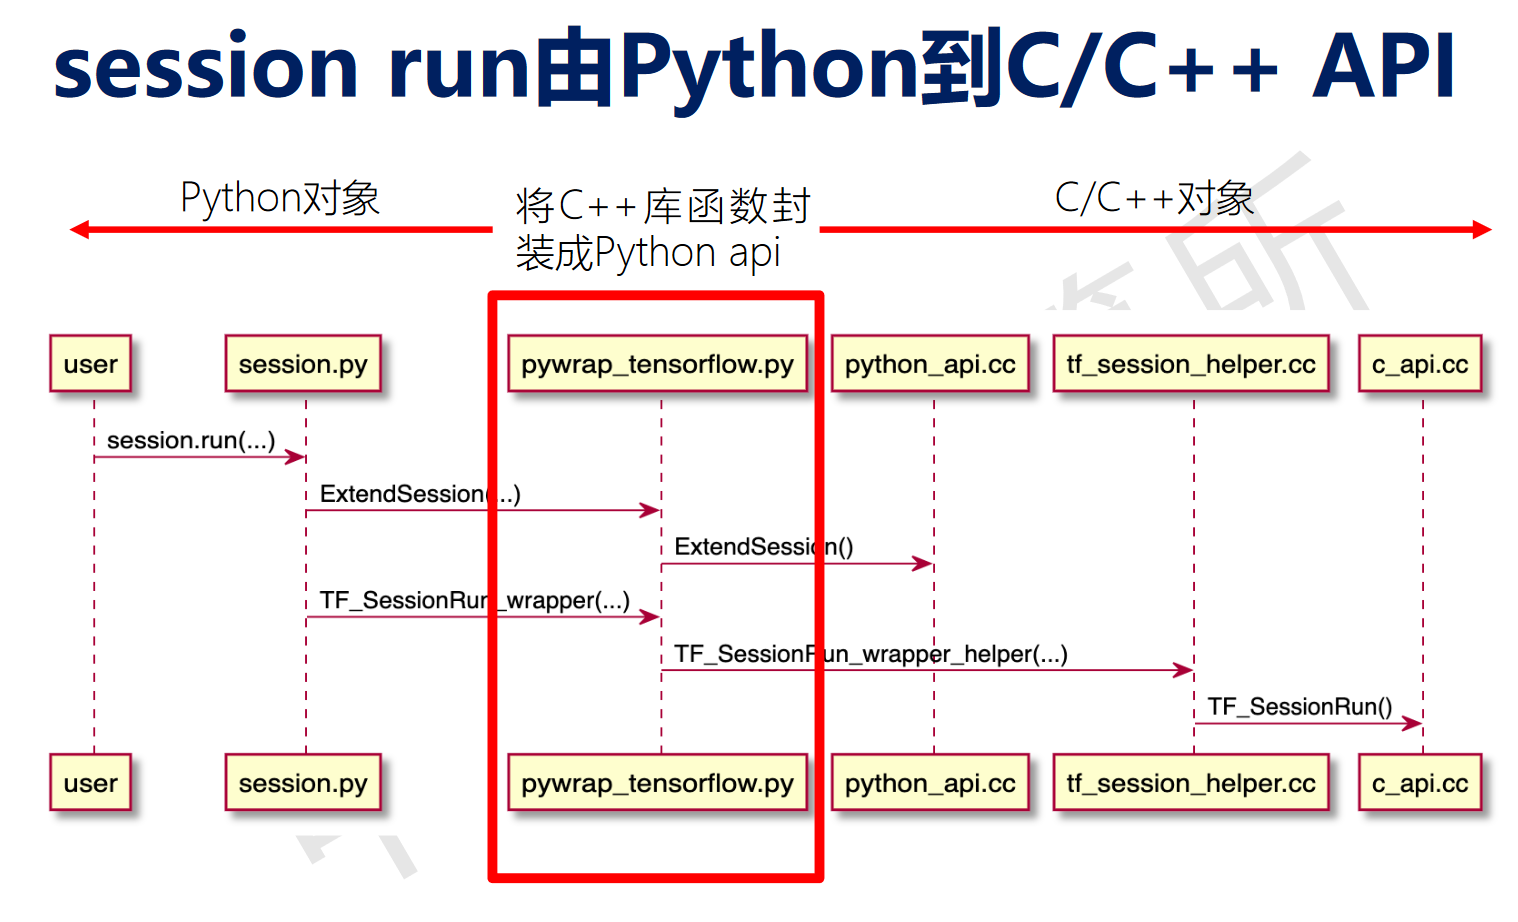 session run由Python到C/C++ API
Python对象
将C++库函数封
装成Python api
C/C++对象
user
session.py
pywrap_tensorflow.py
python_api.cc
tf_session_helper.cc
c_api.cc
session.run(...)
ExtendSession(...)
ExtendSession()
TF_SessionRun_wrapper(...)
TF_SessionRun_wrapper_helper(...)
TF_SessionRun()
user
session.py
pywrap_tensorflow.py
python_api.cc
tf_session_helper.cc
c_api.cc